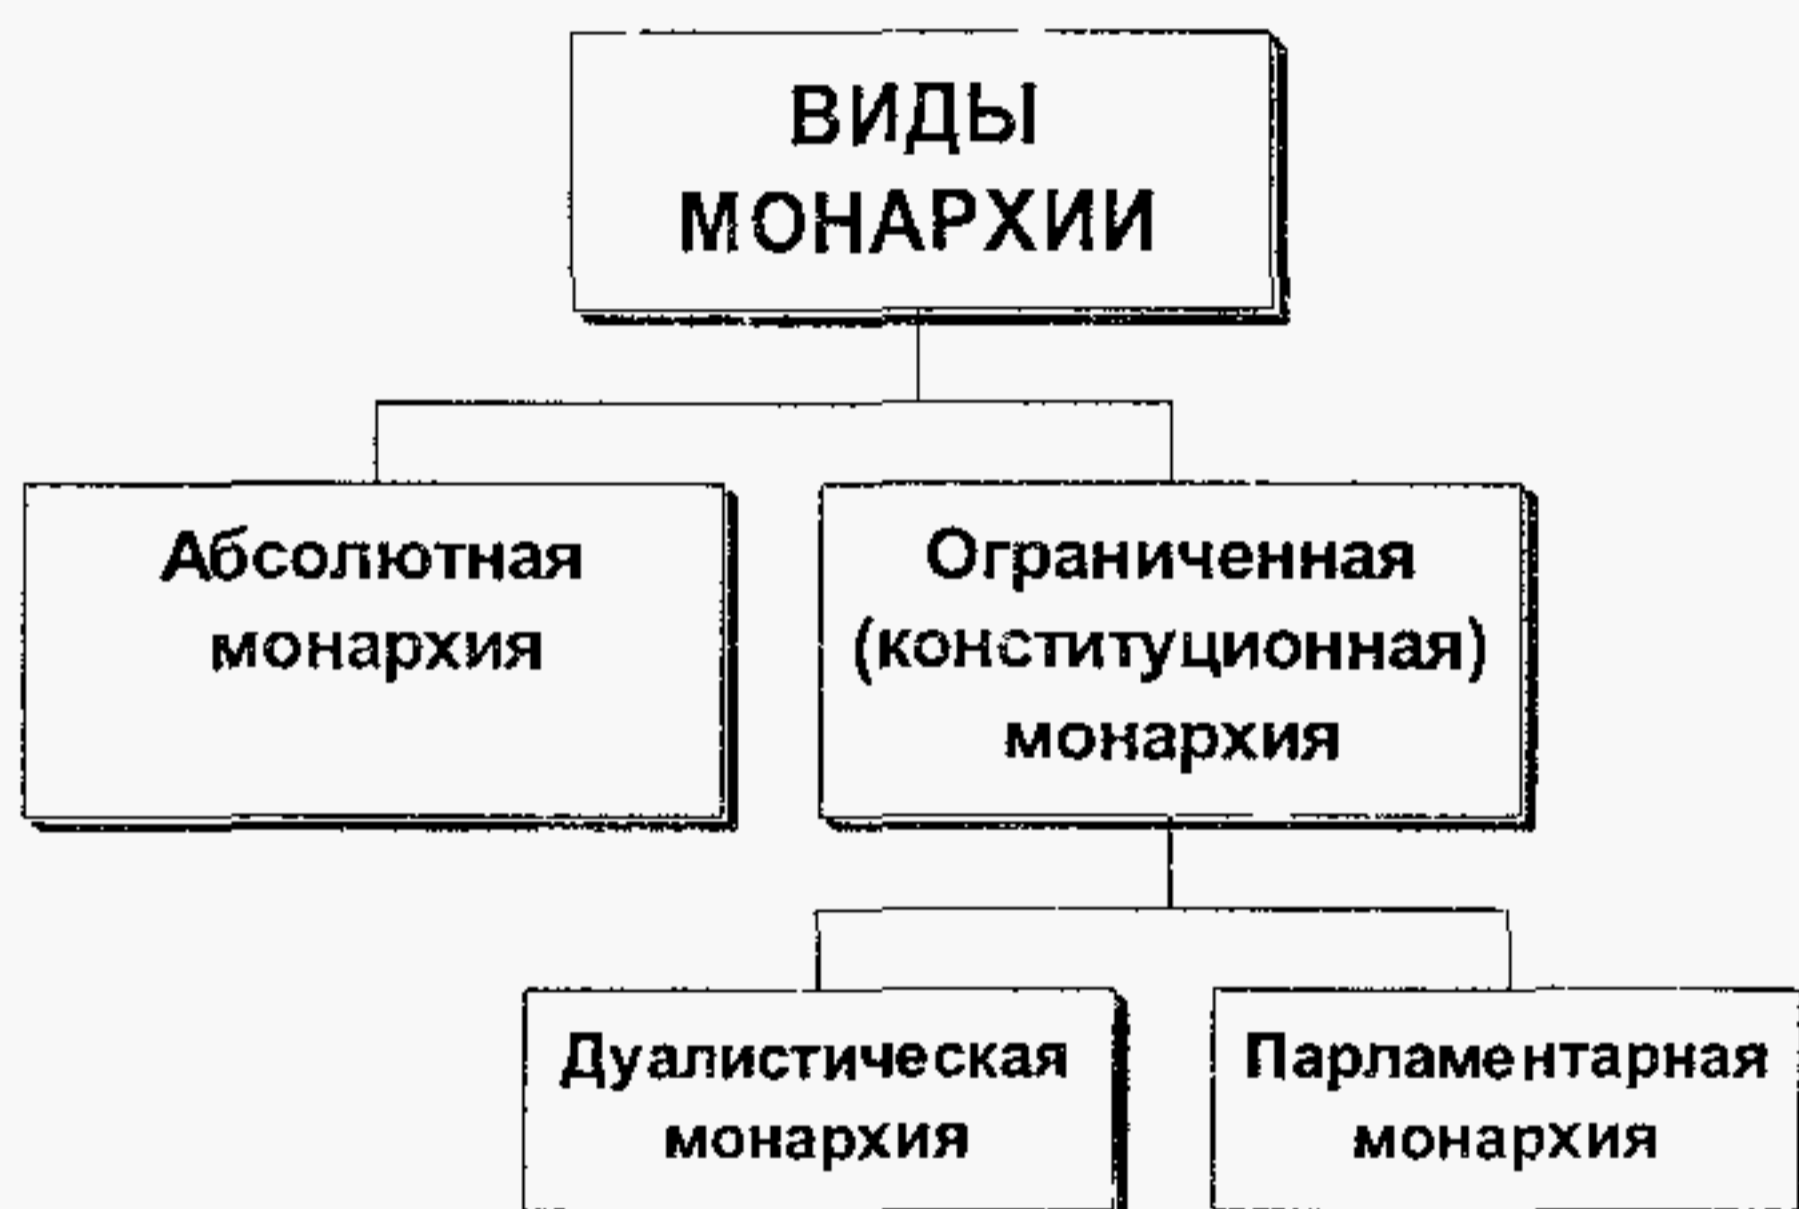 ВИДЫ
МОНАРХИИ
Абсолютная
монархия
Ограниченная
(конституционная)
монархия
Дуалистическая
монархия
Парламентарная
монархия